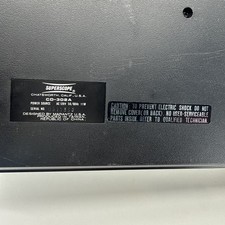 SUPERSCOPE
CHATSWORTH, CALIF., U.S.A.
CD-302A
POWER SOURCE
SERIAL NO.
DESIGNED BY MARANTZ U.S.A.
REPUBLIC OF CHINA
CAUTION: TO PREVENT ELECTRIC SHOCK DO NOT
REMOVE COVER (OR BACK). NO USER-SERVICEABLE
PARTS INSIDE. REFER TO QUALIFIED TECHNICIAN.